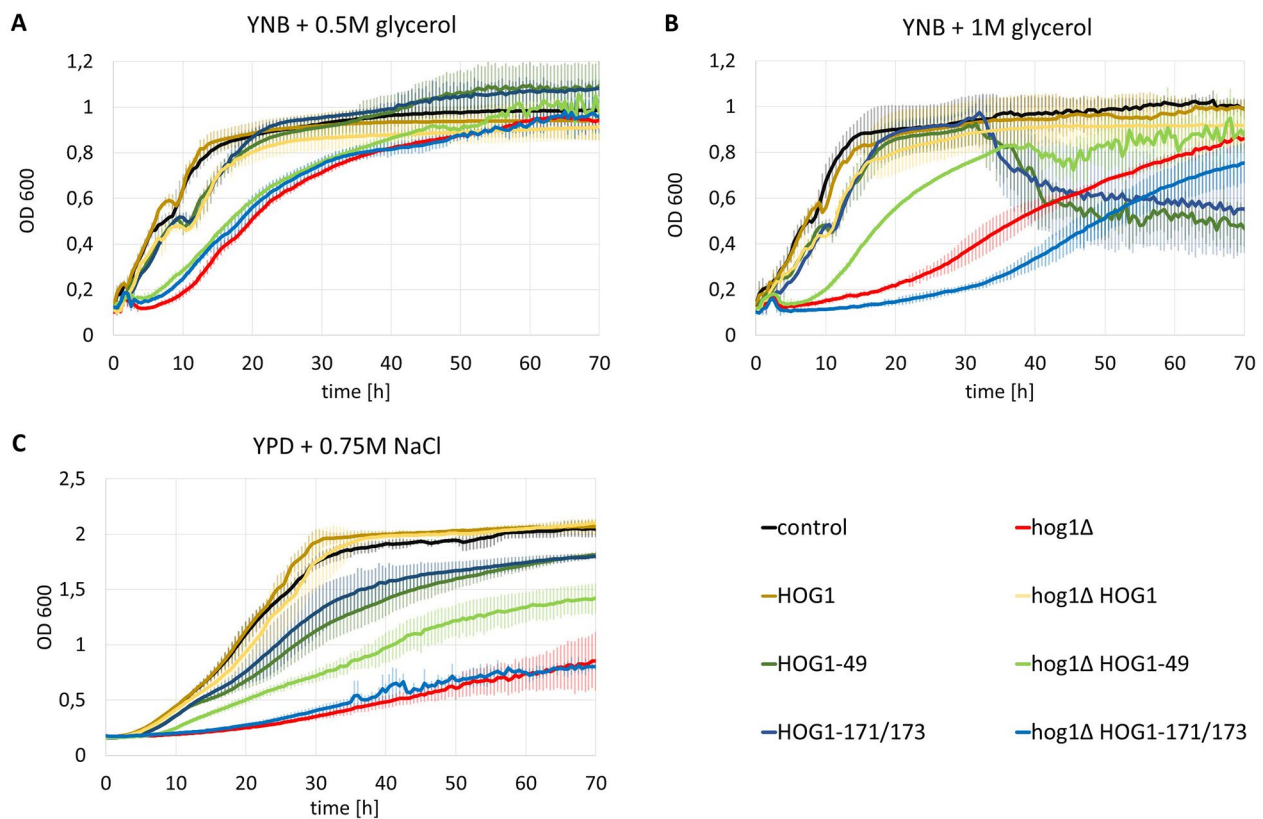 A
YNB + 0.5M glycerol
OD 600
1,2
1
0,8
0,6
0,4
0,2
0
0 10 20 30 40 50 60 70
time [h]
B
YNB + 1M glycerol
OD 600
1,2
1
0,8
0,6
0,4
0,2
0
0 10 20 30 40 50 60 70
time [h]
C
YPD + 0.75M NaCl
OD 600
2,5
2
1,5
1
0,5
0
0 10 20 30 40 50 60 70
time [h]
control
hog1Δ
HOG1
hog1Δ HOG1
HOG1-49
hog1Δ HOG1-49
HOG1-171/173
hog1Δ HOG1-171/173